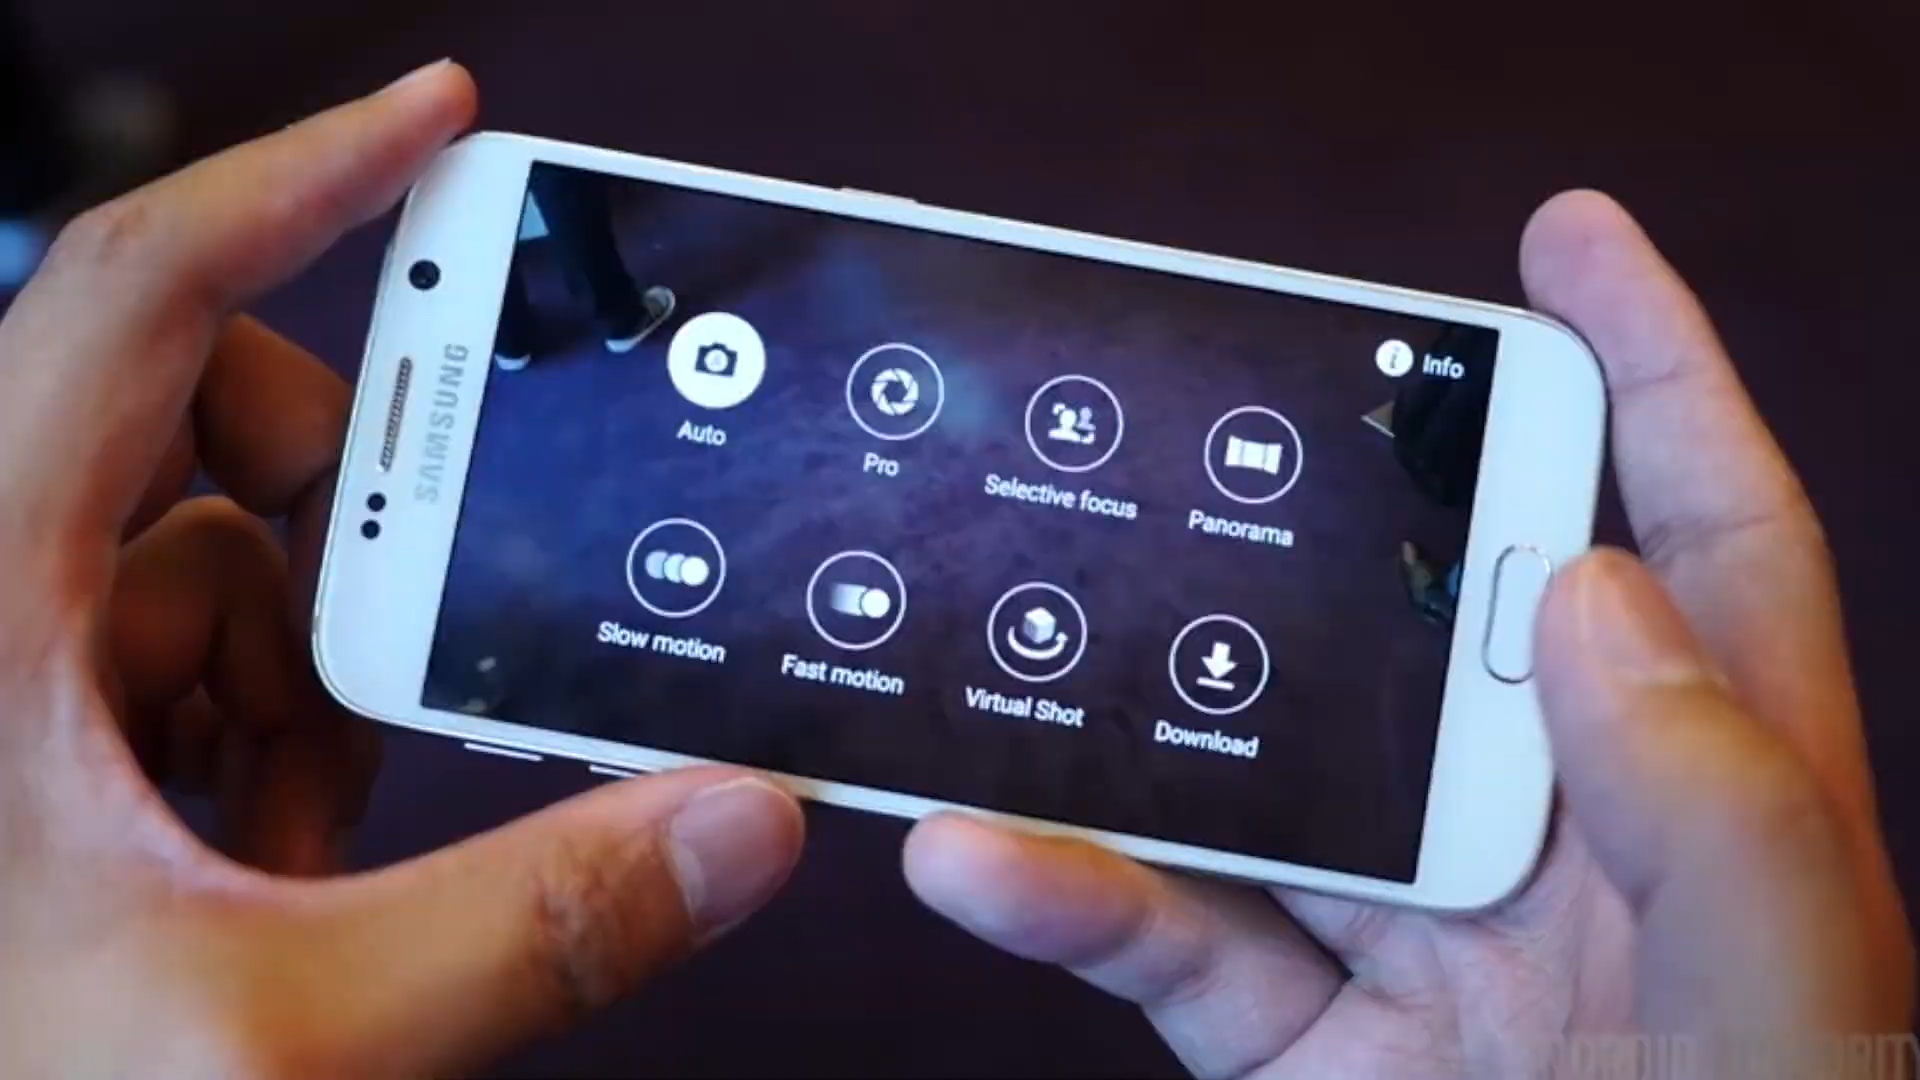 SAMSUNG
Info
Auto
Pro
Selective focus
Panorama
Slow motion
Fast motion
Virtual Shot
Download